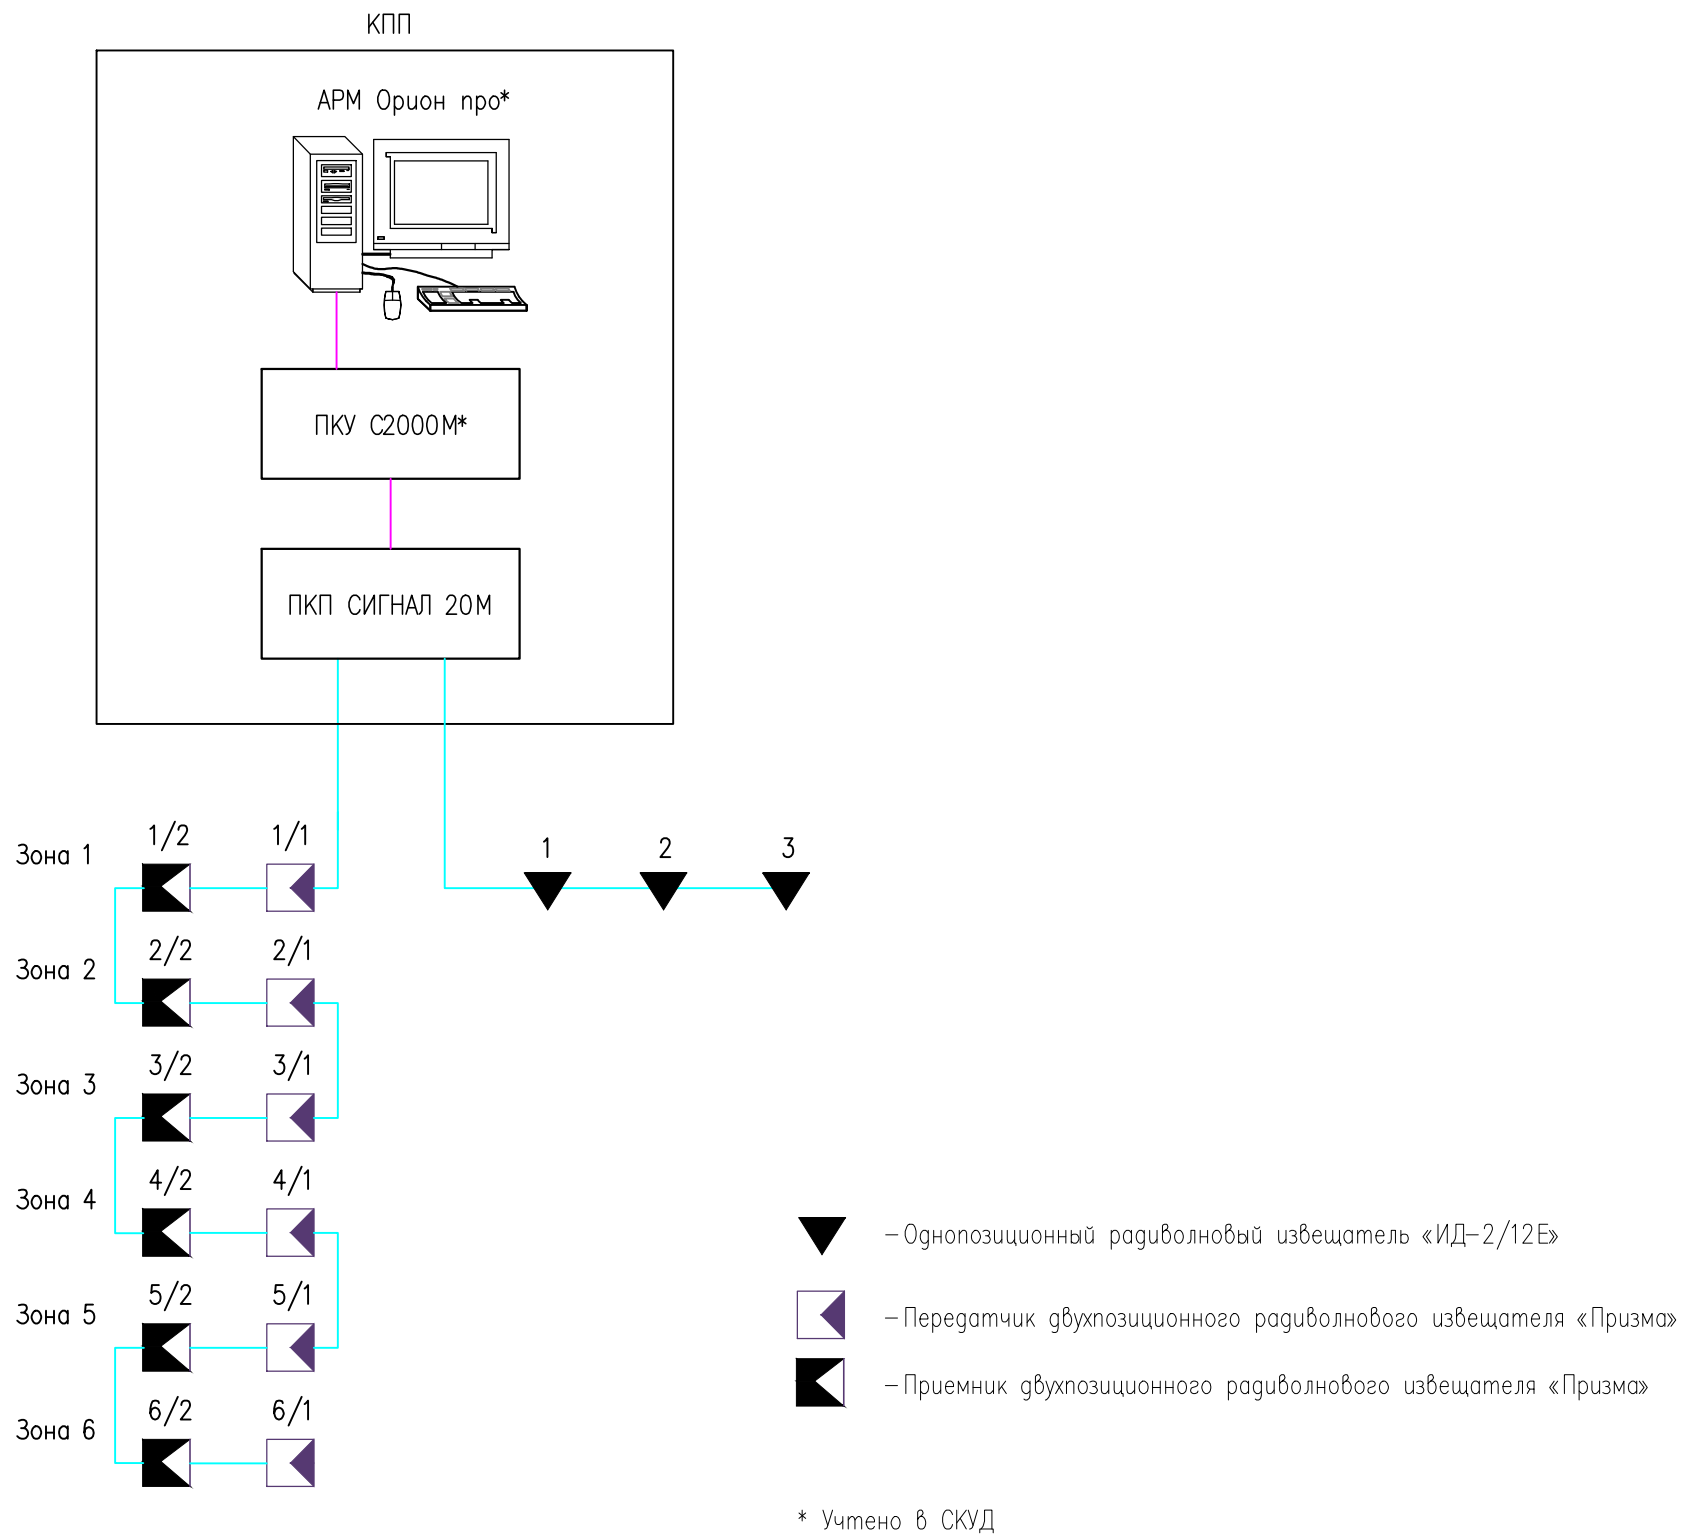 КПП
АРМ Орион про*
ПКУ С2000М*
ПКП СИГНАЛ 20М
Зона 1
1/2
1/1
1
2
3
Зона 2
2/2
2/1
Зона 3
3/2
3/1
Зона 4
4/2
4/1
Зона 5
5/2
5/1
Зона 6
6/2
6/1
–Однопозиционный радиволновый извещатель «ИД-2/12Е»
–Передатчик двухпозиционного радиволнового извещателя «Призма»
–Приемник двухпозиционного радиволнового извещателя «Призма»
* Учтено в СКУД